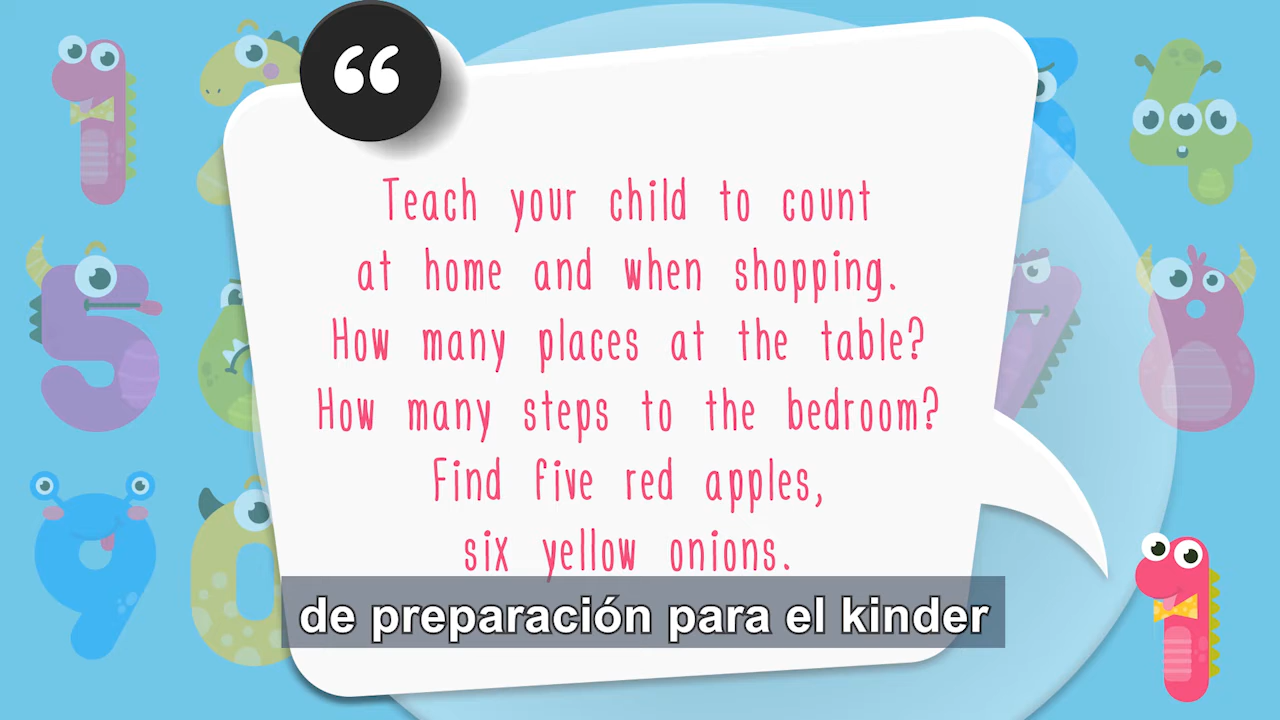 “
Teach your child to count
at home and when shopping.
How many places at the table?
How many steps to the bedroom?
Find five red apples,
six yellow onions.
de preparación para el kinder